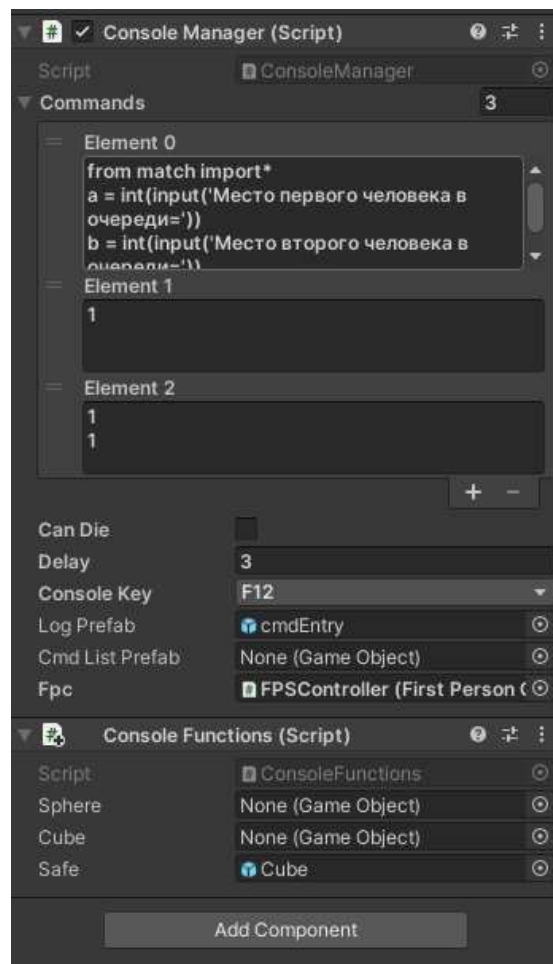 Console Manager (Script)
Script ConsoleManager
Commands 3
Element 0
from match import*
a = int(input('Место первого человека в
очереди='))
b = int(input('Место второго человека в
очереди='))
Element 1
1
Element 2
1
1
+ -
Can Die
Delay 3
Console Key F12
Log Prefab cmdEntry
Cmd List Prefab None (Game Object)
Fpc FPSController (First Person C
Console Functions (Script)
Script ConsoleFunctions
Sphere None (Game Object)
Cube None (Game Object)
Safe Cube
Add Component